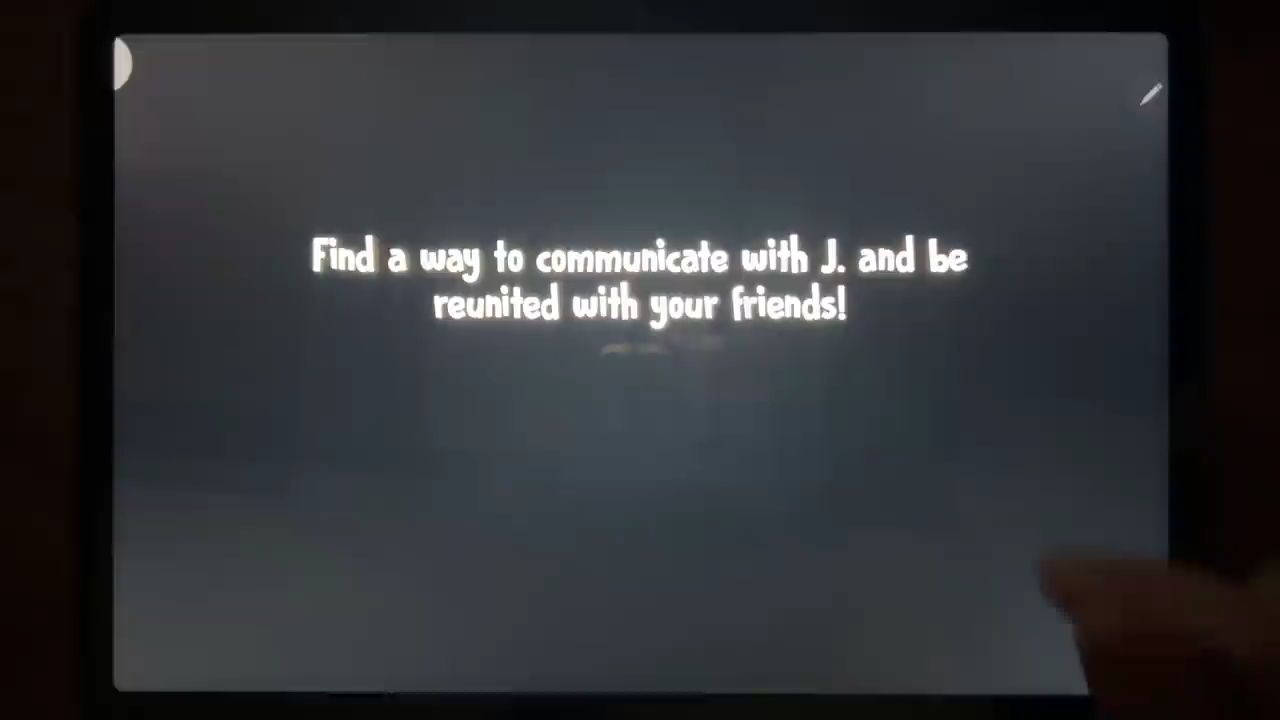 Find a way to communicate with J. and be
reunited with your friends!